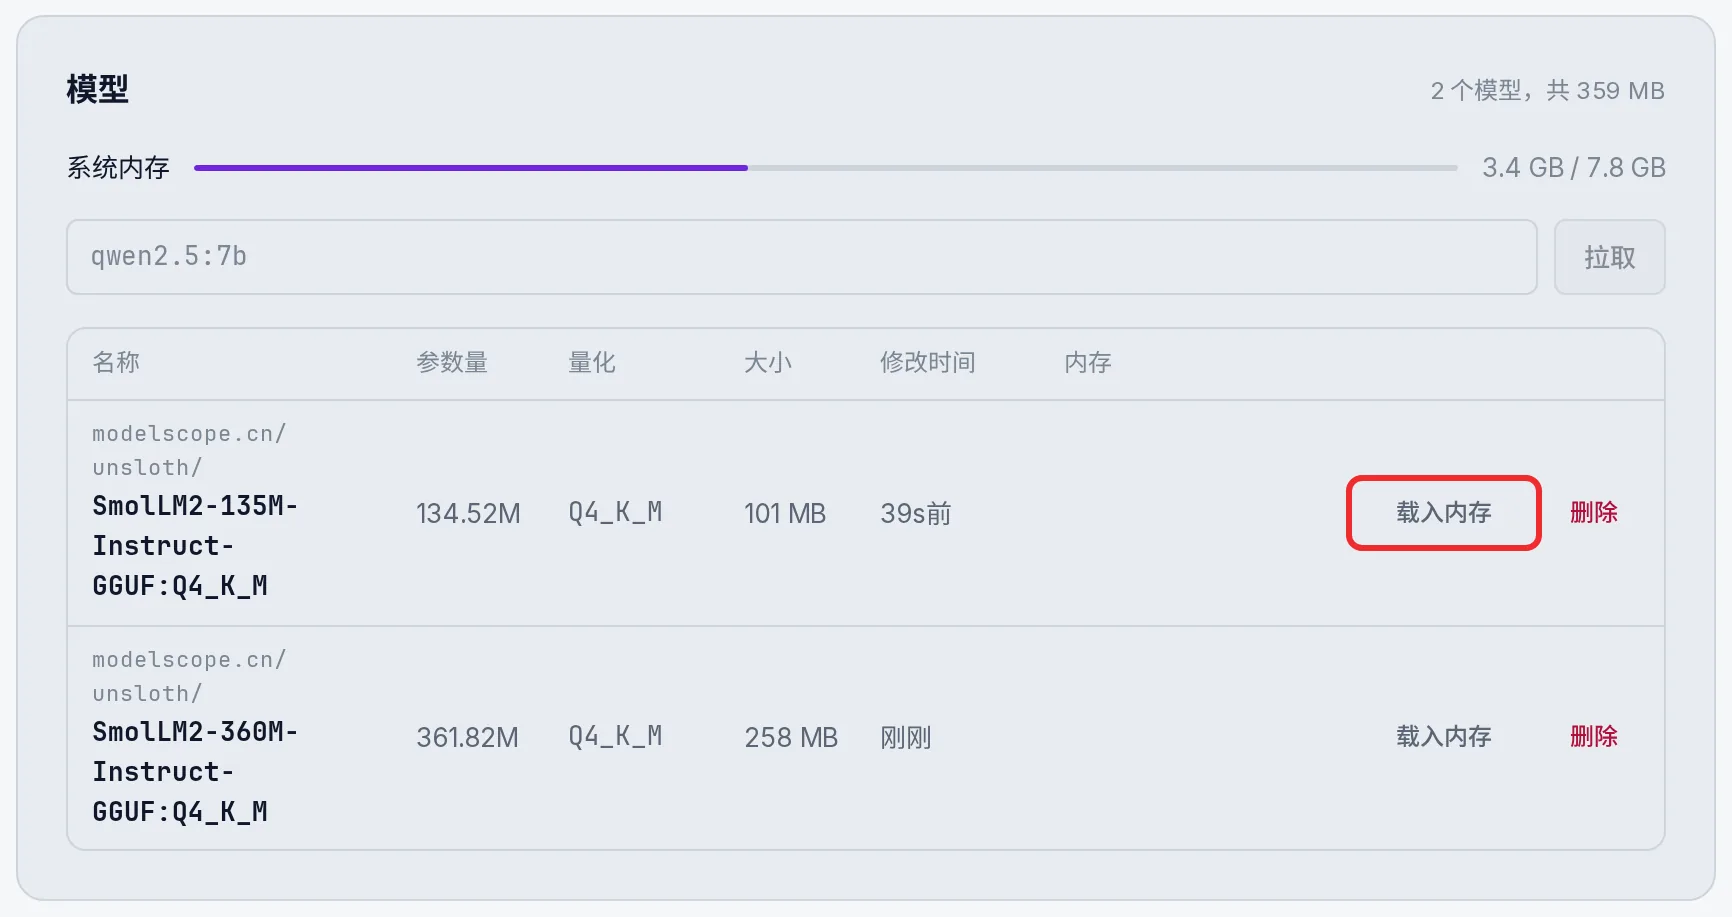 模型
2 个模型，共 359 MB
系统内存
3.4 GB / 7.8 GB
qwen2.5:7b
拉取
名称 参数量 量化 大小 修改时间 内存
modelscope.cn/
unsloth/
SmolLM2-135M-
Instruct-
GGUF:Q4_K_M
134.52M Q4_K_M 101 MB 39s前 载入内存 删除
modelscope.cn/
unsloth/
SmolLM2-360M-
Instruct-
GGUF:Q4_K_M
361.82M Q4_K_M 258 MB 刚刚 载入内存 删除